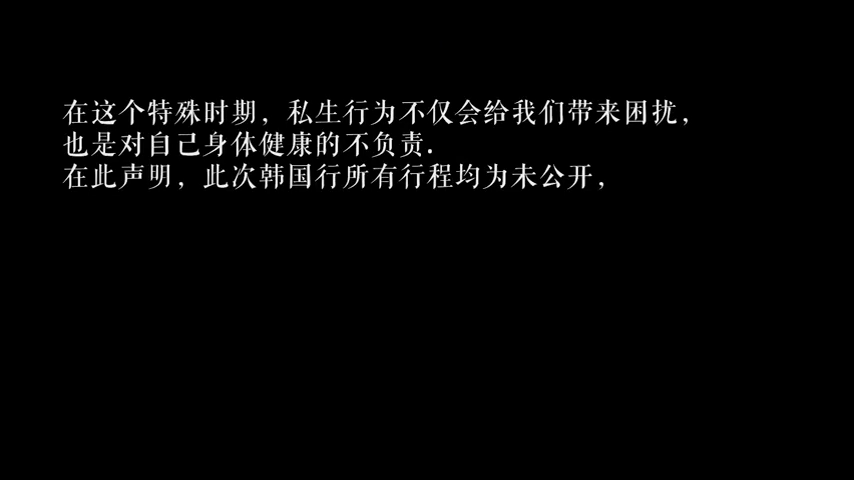 在这个特殊时期，私生行为不仅会给我们带来困扰，
也是对自己身体健康的不负责.
在此声明，此次韩国行所有行程均为未公开，